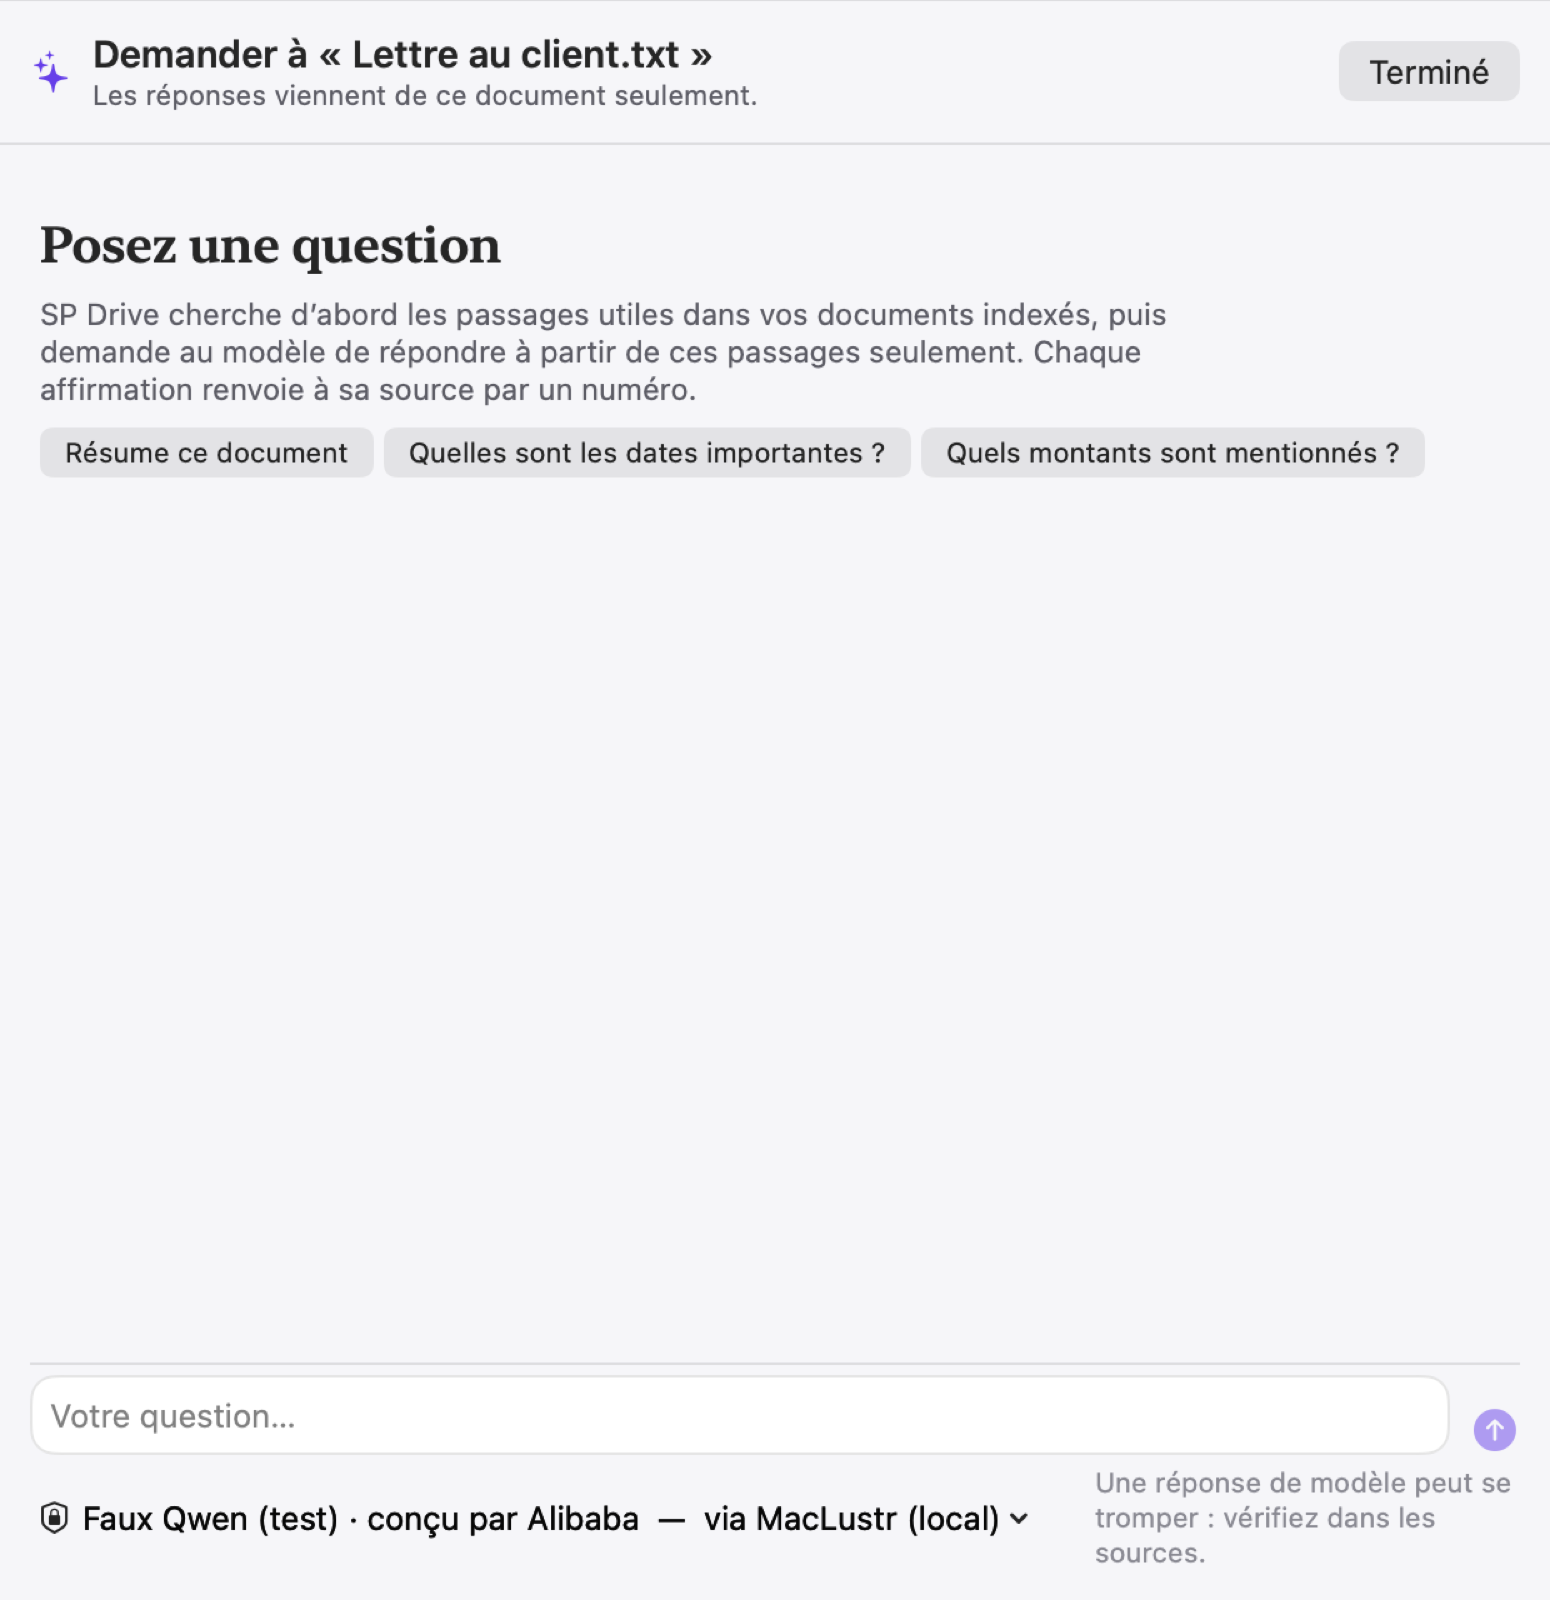 Demander à « Lettre au client.txt »
Les réponses viennent de ce document seulement.
Terminé
Posez une question
SP Drive cherche d’abord les passages utiles dans vos documents indexés, puis
demande au modèle de répondre à partir de ces passages seulement. Chaque
affirmation renvoie à sa source par un numéro.
Résume ce document
Quelles sont les dates importantes ?
Quels montants sont mentionnés ?
Votre question...
Faux Qwen (test) · conçu par Alibaba — via MacLustr (local)
Une réponse de modèle peut se
tromper : vérifiez dans les
sources.